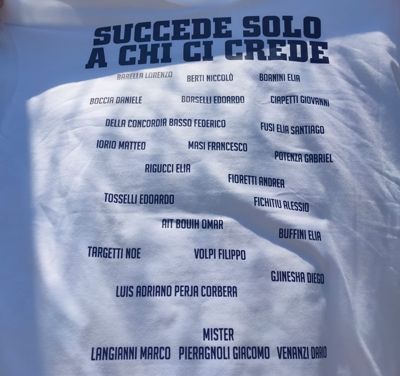 SUCCEDE SOLO
A CHI CI CREDE
BARELLA LORENZO BERTI NICCOLÒ BOANINI ELIA
BOCCIA DANIELE BORSELLI EDOARDO CIAPETTI GIOVANNI
DELLA CONCORDIA BASSO FEDERICO FUSI ELIA SANTIAGO
IORIO MATTEO MASI FRANCESCO POTENZA GABRIEL
RIGUCCI ELIA FIORETTI ANDREA
TOSSELLI EDOARDO FICHITIU ALESSIO
AIT BOUIH OMAR BUFFINI ELIA
TARGETTI NOE VOLPI FILIPPO
GJINESHA DIEGO
LUIS ADRIANO PERJA CORBERA
MISTER
LANGIANNI MARCO PIERAGNOLI GIACOMO VENANZI DARIO